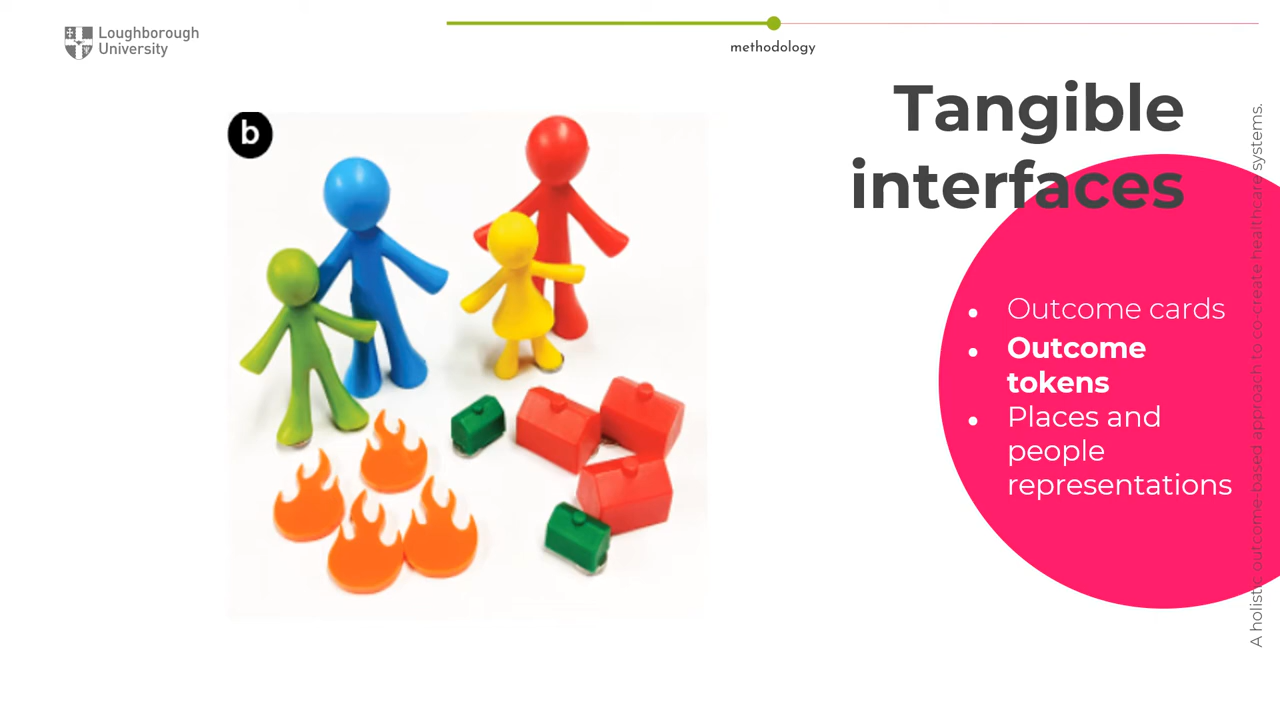 Loughborough
University
methodology
Tangible
interfaces
b
• Outcome cards
• Outcome
tokens
• Places and
people
representations
A holistic outcome-based approach to co-create healthcare systems.